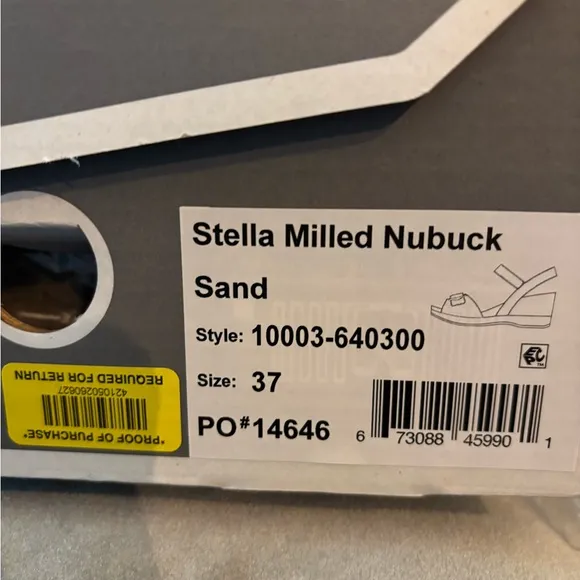 Stella Milled Nubuck
Sand
Style: 10003-640300
Size: 37
PO#14646
6 73088 45990 1
*PROOF OF PURCHASE*
421050260827
REQUIRED FOR RETURN